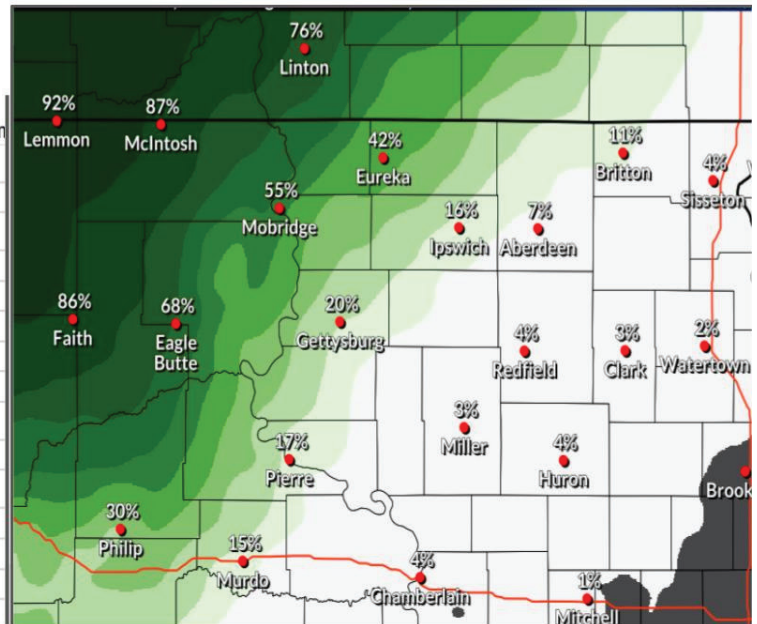 76%
Linton
92%
Lemmon
87%
McIntosh
42%
Eureka
11%
Britton
4%
Sisseton
55%
Mobridge
16%
Ipswich
7%
Aberdeen
86%
Faith
68%
Eagle
Butte
20%
Gettysburg
4%
Redfield
3%
Clark
2%
Watertown
3%
Miller
17%
Pierre
4%
Huron
Brook
30%
Philip
15%
Murdo
4%
Chamberlain
1%
Mitchell